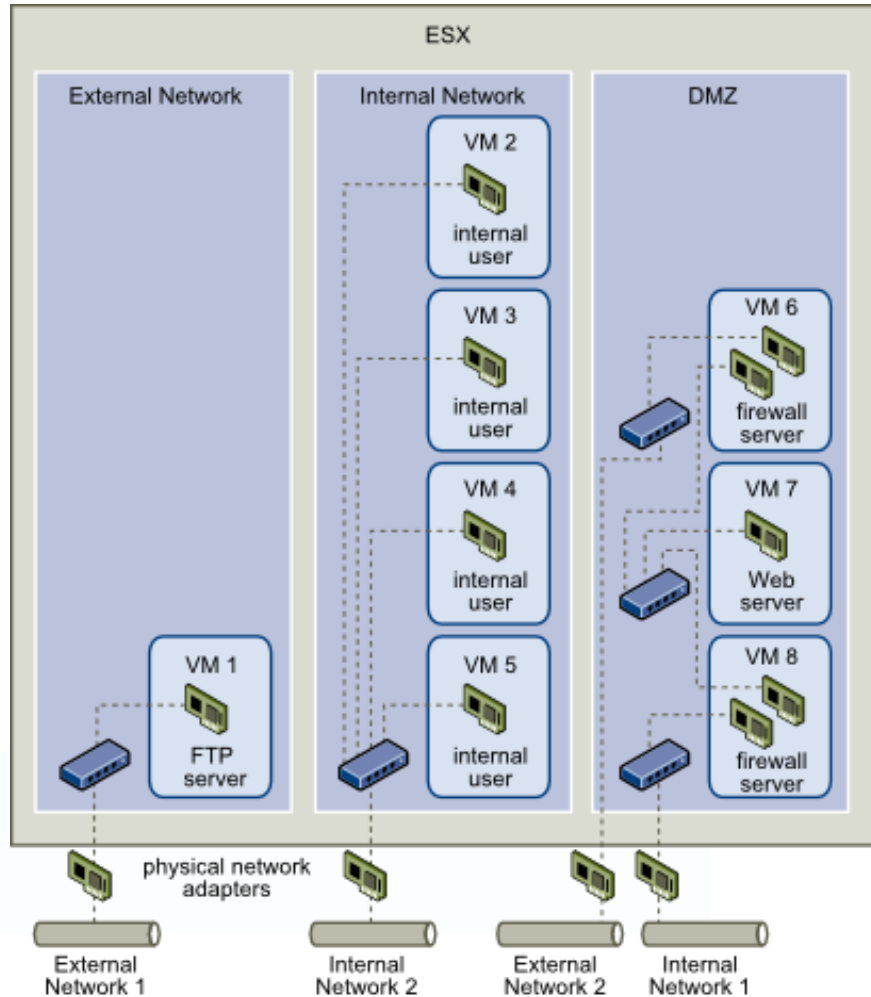 ESX
External Network
Internal Network
DMZ
VM 2
internal
user
VM 3
internal
user
VM 4
internal
user
VM 5
internal
user
VM 6
firewall
server
VM 7
Web
server
VM 8
firewall
server
VM 1
FTP
server
physical network
adapters
External
Network 1
Internal
Network 2
External
Network 2
Internal
Network 1